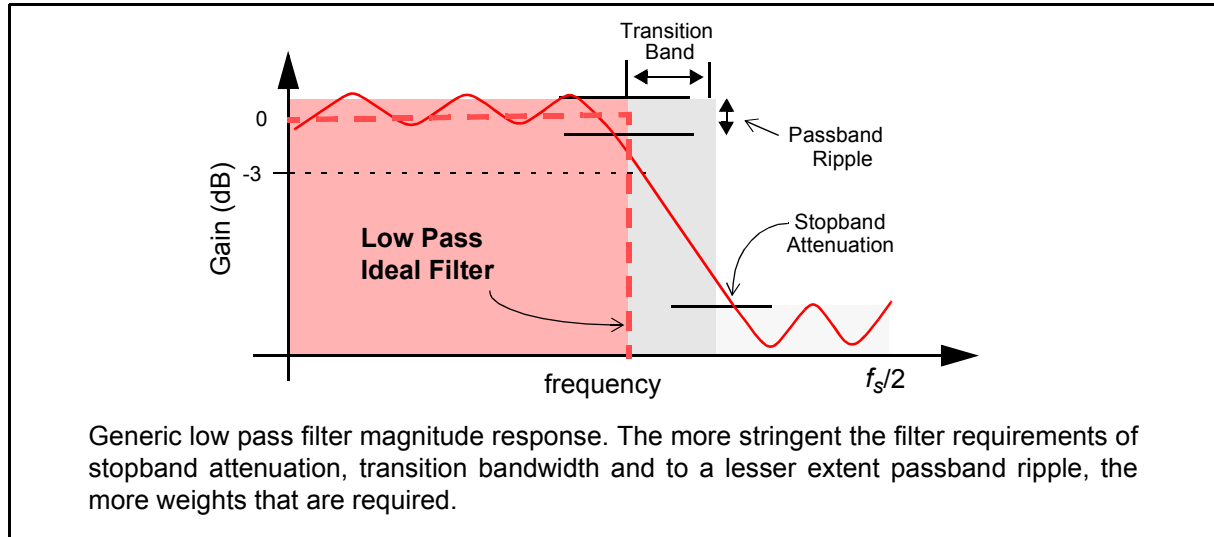 Transition
Band
0
Passband
Ripple
-3
Gain (dB)
Stopband
Attenuation
Low Pass
Ideal Filter
frequency
fs/2
Generic low pass filter magnitude response. The more stringent the filter requirements of
stopband attenuation, transition bandwidth and to a lesser extent passband ripple, the
more weights that are required.